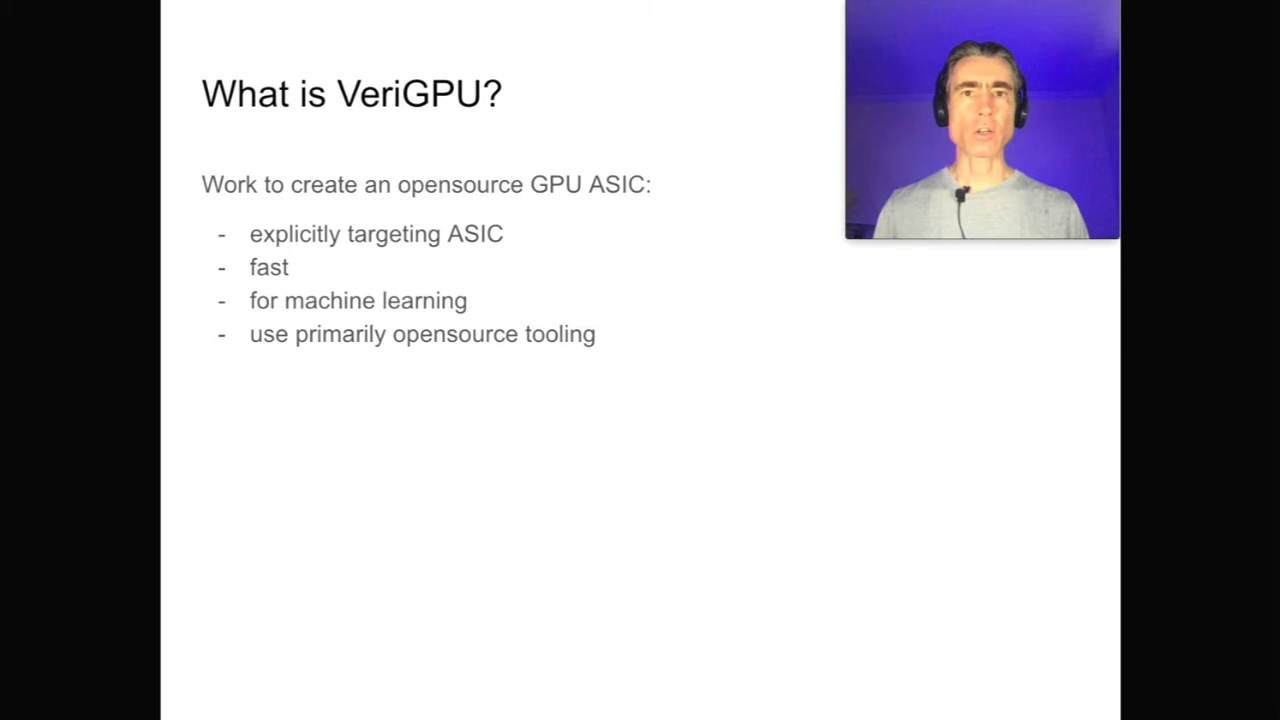 What is VeriGPU?
Work to create an opensource GPU ASIC:
- explicitly targeting ASIC
- fast
- for machine learning
- use primarily opensource tooling